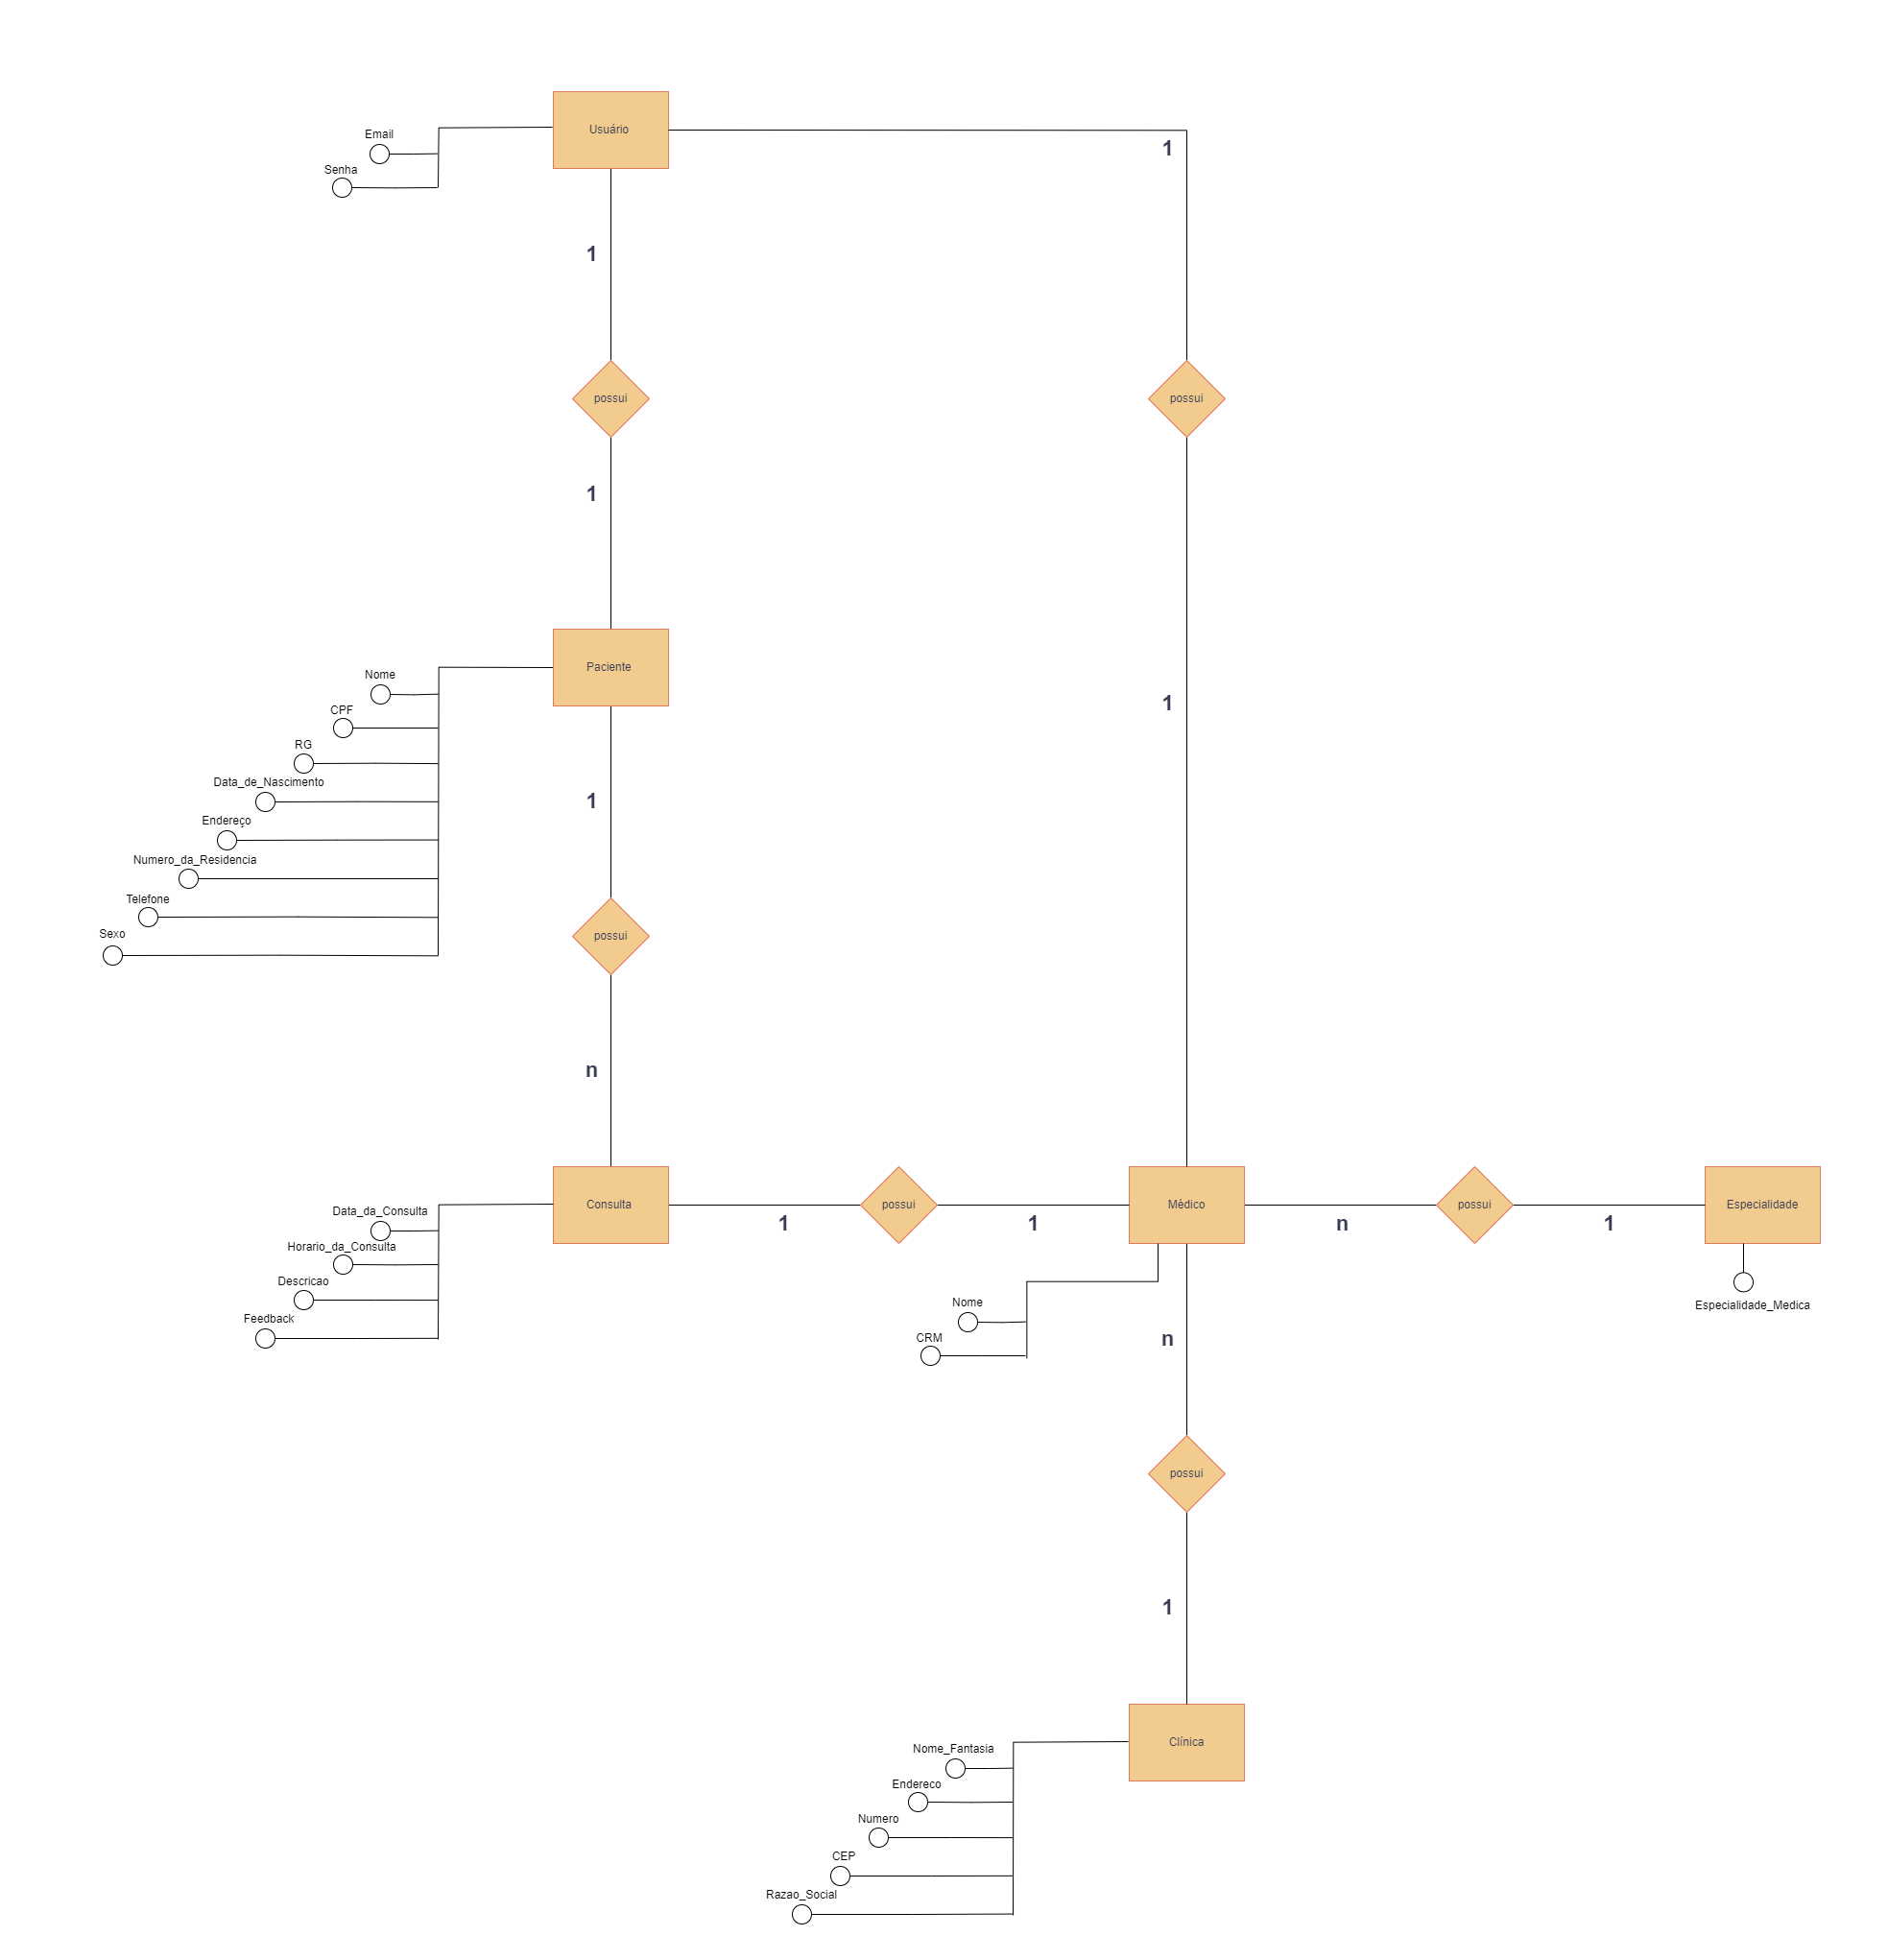 Usuário
Email
Senha
1
1
possui
possui
1
1
Paciente
Nome
CPF
RG
Data_de_Nascimento
Endereço
Numero_da_Residencia
Telefone
Sexo
1
possui
n
Consulta
Data_da_Consulta
Horario_da_Consulta
Descricao
Feedback
1
possui
1
Médico
Nome
CRM
n
possui
1
Especialidade
Especialidade_Medica
n
possui
1
Clínica
Nome_Fantasia
Endereco
Numero
CEP
Razao_Social